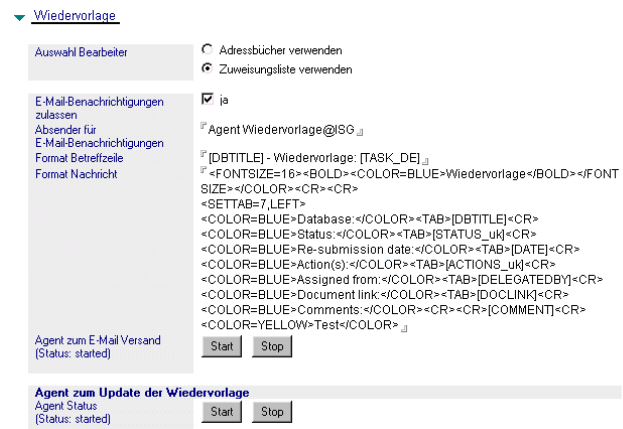 Wiedervorlage
Auswahl Bearbeiter
Adressbücher verwenden
Zuweisungsliste verwenden
E-Mail-Benachrichtigungen
zulassen
ja
Absender für
E-Mail-Benachrichtigungen
Agent Wiedervorlage@ISG
Format Betreffzeile
[DBTITLE] - Wiedervorlage: [TASK_DE]
Format Nachricht
<FONTSIZE=16><BOLD><COLOR=BLUE>Wiedervorlage</BOLD></FONT
SIZE></COLOR><CR><CR>
<SETTAB=7,LEFT>
<COLOR=BLUE>Database:</COLOR><TAB>[DBTITLE]<CR>
<COLOR=BLUE>Status:</COLOR><TAB>[STATUS_uk]<CR>
<COLOR=BLUE>Re-submission date:</COLOR><TAB>[DATE]<CR>
<COLOR=BLUE>Action(s):</COLOR><TAB>[ACTIONS_uk]<CR>
<COLOR=BLUE>Assigned from:</COLOR><TAB>[DELEGATEDBY]<CR>
<COLOR=BLUE>Document link:</COLOR><TAB>[DOCLINK]<CR>
<COLOR=BLUE>Comments:</COLOR><CR><CR>[COMMENT]<CR>
<COLOR=YELLOW>Test</COLOR>
Agent zum E-Mail Versand
(Status: started)
Start Stop
Agent zum Update der Wiedervorlage
Agent Status
(Status: started)
Start Stop